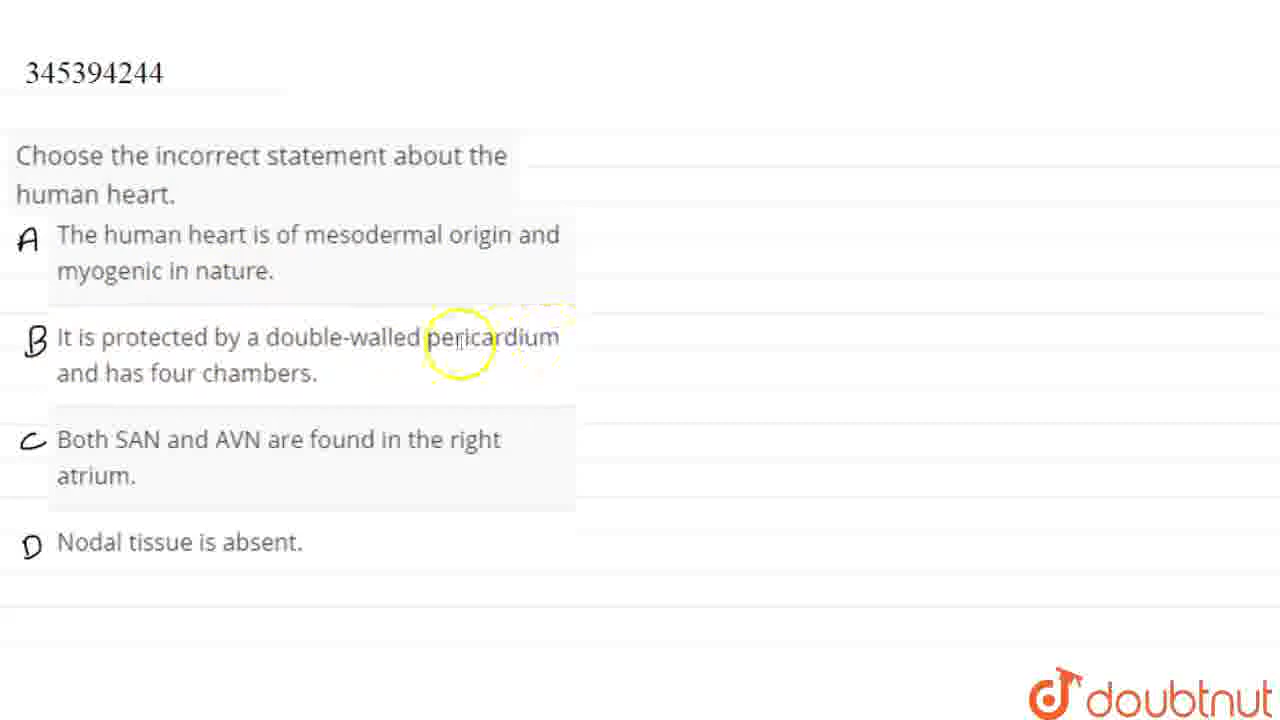 345394244
Choose the incorrect statement about the
human heart.
A The human heart is of mesodermal origin and
myogenic in nature.
B It is protected by a double-walled pericardium
and has four chambers.
C Both SAN and AVN are found in the right
atrium.
D Nodal tissue is absent.
doubtnut